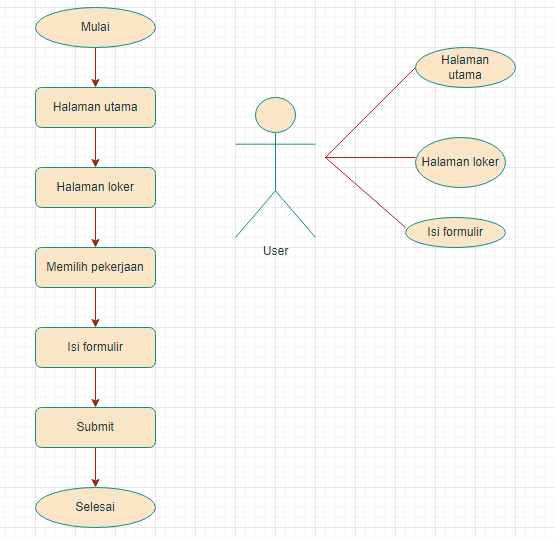 Mulai
Halaman utama
Halaman loker
Memilih pekerjaan
Isi formulir
Submit
Selesai
User
Halaman
utama
Halaman loker
Isi formulir